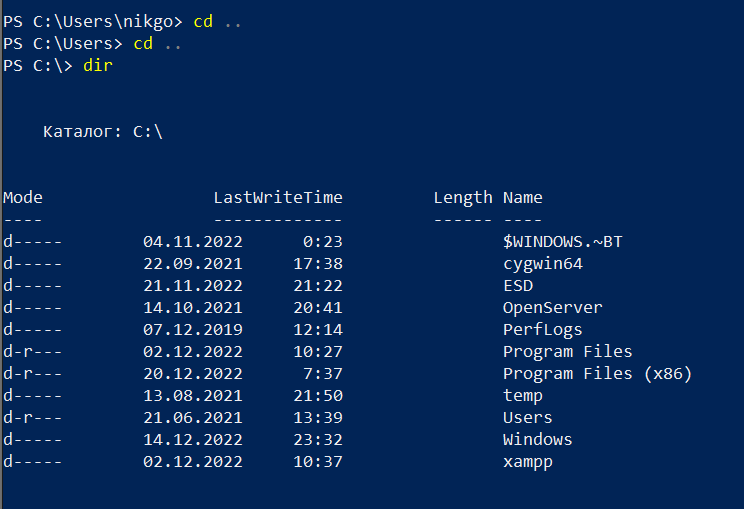 PS C:\Users\nikgo> cd ..
PS C:\Users> cd ..
PS C:\> dir
Каталог: C:\
Mode LastWriteTime Length Name
---- ------------- ------ ----
d----- 04.11.2022 0:23 $WINDOWS.~BT
d----- 22.09.2021 17:38 cygwin64
d----- 21.11.2022 21:22 ESD
d----- 14.10.2021 20:41 OpenServer
d----- 07.12.2019 12:14 PerfLogs
d-r--- 02.12.2022 10:27 Program Files
d-r--- 20.12.2022 7:37 Program Files (x86)
d----- 13.08.2021 21:50 temp
d-r--- 21.06.2021 13:39 Users
d----- 14.12.2022 23:32 Windows
d----- 02.12.2022 10:37 xampp